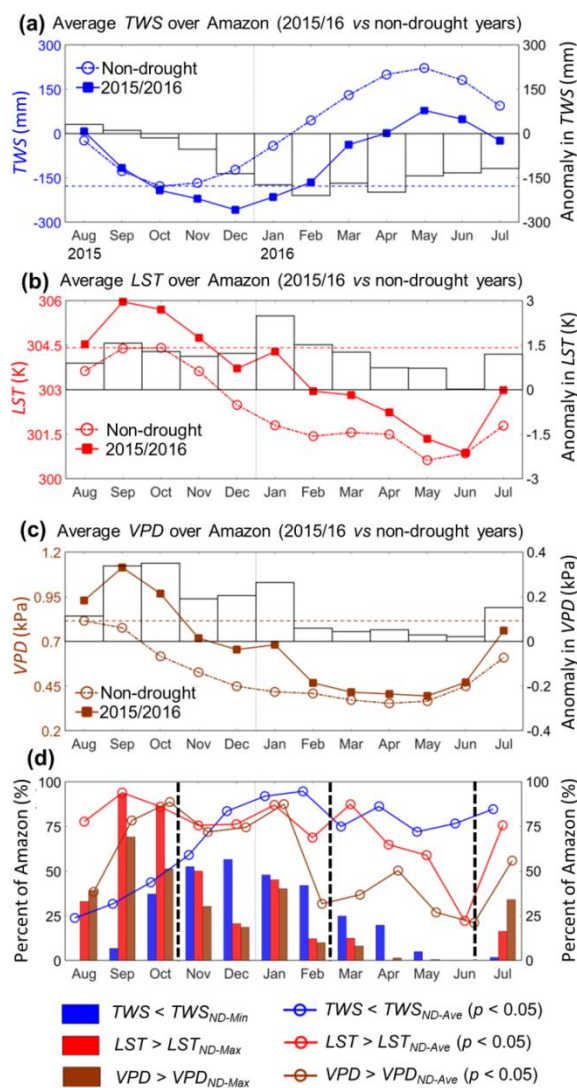 (a) Average TWS over Amazon (2015/16 vs non-drought years)
300
150
0
-150
-300
TWS (mm)
Non-drought
2015/2016
300
150
0
-150
-300
Anomaly in TWS (mm)
Aug Sep Oct Nov Dec Jan Feb Mar Apr May Jun Jul
2015 2016
(b) Average LST over Amazon (2015/16 vs non-drought years)
306
304.5
303
301.5
300
LST (K)
Non-drought
2015/2016
3
1.5
0
-1.5
-3
Anomaly in LST (K)
Aug Sep Oct Nov Dec Jan Feb Mar Apr May Jun Jul
(c) Average VPD over Amazon (2015/16 vs non-drought years)
1.2
0.95
0.7
0.45
0.2
VPD (kPa)
Non-drought
2015/2016
0.4
0.2
0
-0.2
-0.4
Anomaly in VPD (kPa)
Aug Sep Oct Nov Dec Jan Feb Mar Apr May Jun Jul
(d)
100
75
50
25
0
Percent of Amazon (%)
100
75
50
25
0
Percent of Amazon (%)
Aug Sep Oct Nov Dec Jan Feb Mar Apr May Jun Jul
TWS < TWSND-Min TWS < TWSND-Ave (p < 0.05)
LST > LSTND-Max LST > LSTND-Ave (p < 0.05)
VPD > VPDND-Max VPD > VPDND-Ave (p < 0.05)